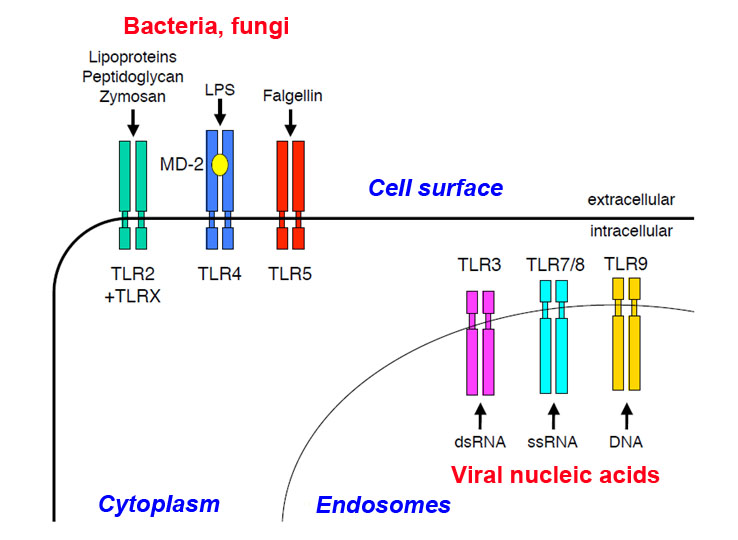 Bacteria, fungi
Lipoproteins
Peptidoglycan
Zymosan
LPS
Falgellin
MD-2
Cell surface
extracellular
intracellular
TLR2
+TLRX
TLR4
TLR5
TLR3
TLR7/8
TLR9
dsRNA
ssRNA
DNA
Viral nucleic acids
Cytoplasm
Endosomes